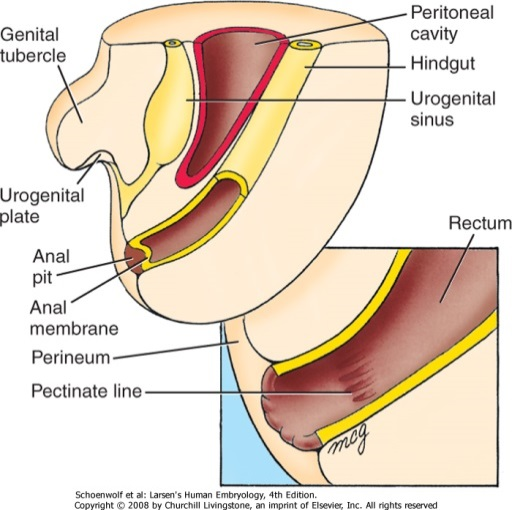 Genital
tubercle
Peritoneal
cavity
Hindgut
Urogenital
sinus
Urogenital
plate
Anal
pit
Anal
membrane
Perineum
Pectinate line
Rectum
mcg
Schoenwolf et al: Larsen's Human Embryology, 4th Edition.
Copyright © 2008 by Churchill Livingstone, an imprint of Elsevier, Inc. All rights reserved